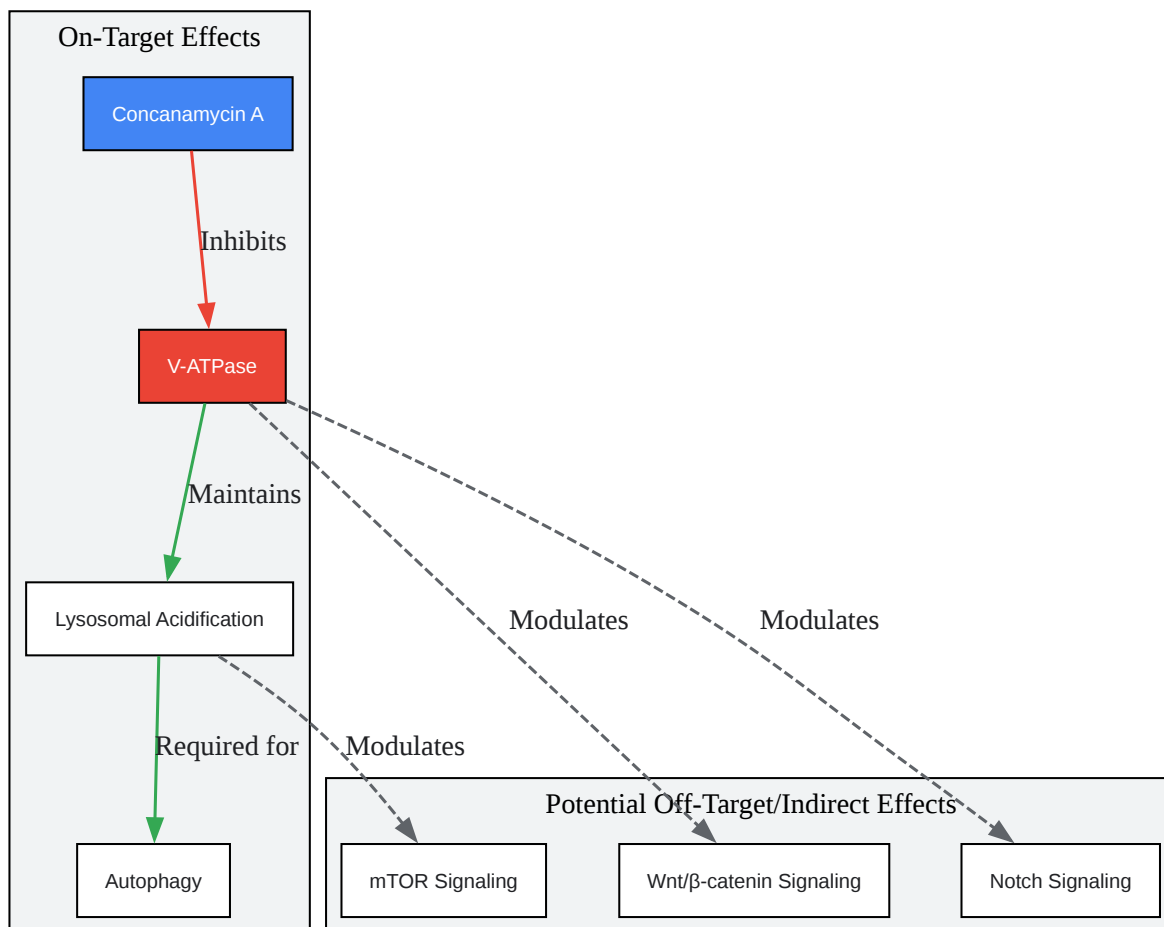 On-Target Effects
Concanamycin A
Inhibits
V-ATPase
Maintains
Lysosomal Acidification
Modulates
Modulates
Required for
Modulates
Potential Off-Target/Indirect Effects
Autophagy
mTOR Signaling
Wnt/β-catenin Signaling
Notch Signaling